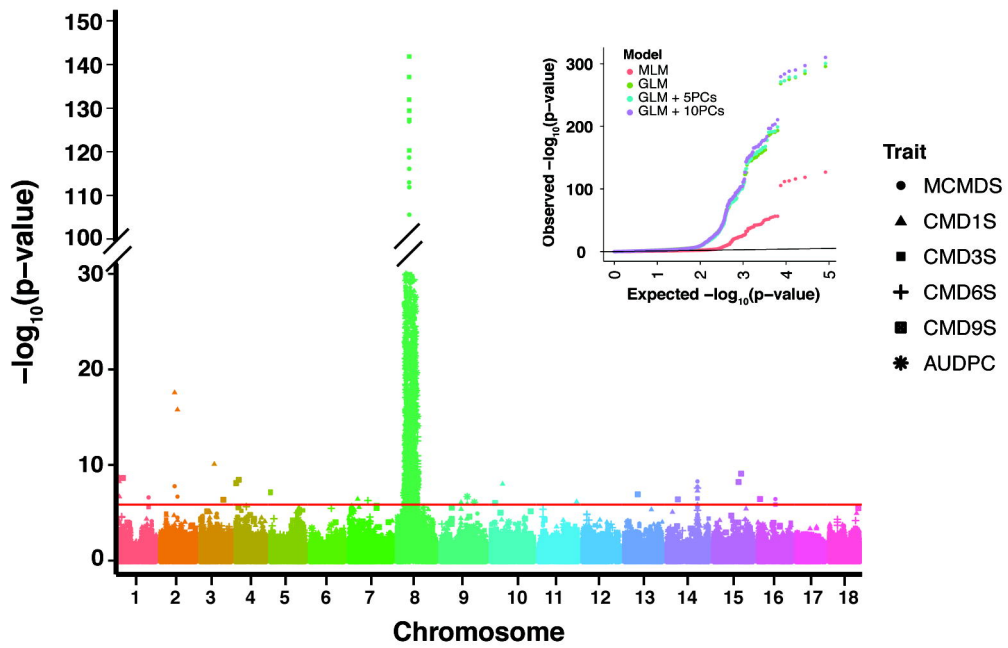 −log10(p−value)
150
140
130
120
110
100
30
20
10
0
1 2 3 4 5 6 7 8 9 10 11 12 13 14 15 16 17 18
Chromosome
Observed −log10(p−value)
300
200
100
0
Model
MLM
GLM
GLM + 5PCs
GLM + 10PCs
0 1 2 3 4 5
Expected −log10(p−value)
Trait
MCMDS
CMD1S
CMD3S
CMD6S
CMD9S
AUDPC